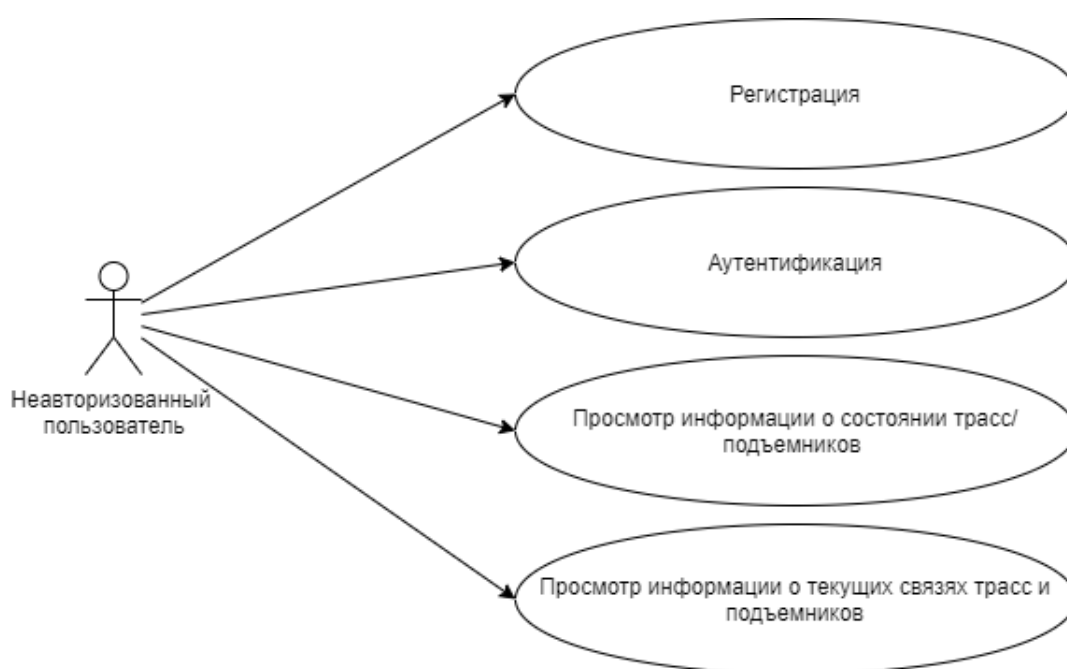 Регистрация
Аутентификация
Неавторизованный
пользователь
Просмотр информации о состоянии трасс/
подъемников
Просмотр информации о текущих связях трасс и
подъемников